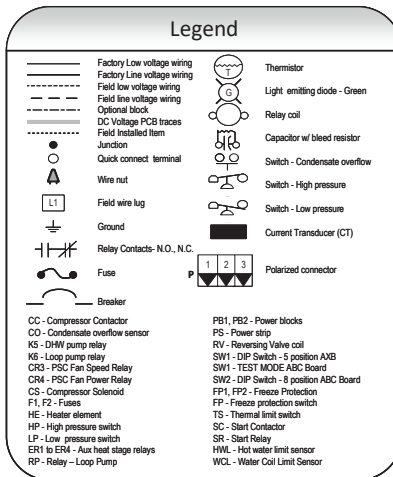 Legend
Factory Low voltage wiring
Factory Line voltage wiring
Field low voltage wiring
Field line voltage wiring
Optional block
DC Voltage PCB traces
Field Installed Item
Junction
Quick connect terminal
Wire nut
L1
Field wire lug
Ground
Relay Contacts- N.O., N.C.
Fuse
Breaker
T
Thermistor
G
Light emitting diode - Green
Relay coil
Capacitor w/ bleed resistor
Switch - Condensate overflow
Switch - High pressure
Switch - Low pressure
Current Transducer (CT)
P
1 2 3
Polarized connector
CC - Compressor Contactor
CO - Condensate overflow sensor
K5 - DHW pump relay
K6 - Loop pump relay
CR3 - PSC Fan Speed Relay
CR4 - PSC Fan Power Relay
CS - Compressor Solenoid
F1, F2 - Fuses
HE - Heater element
HP - High pressure switch
LP - Low pressure switch
ER1 to ER4 - Aux heat stage relays
RP - Relay – Loop Pump
PB1, PB2 - Power blocks
PS - Power strip
RV - Reversing Valve coil
SW1 - DIP Switch - 5 position AXB
SW1 - TEST MODE ABC Board
SW2 - DIP Switch - 8 position ABC Board
FP1, FP2 - Freeze Protection
FP - Freeze protection switch
TS - Thermal limit switch
SC - Start Contactor
SR - Start Relay
HWL - Hot water limit sensor
WCL - Water Coil Limit Sensor